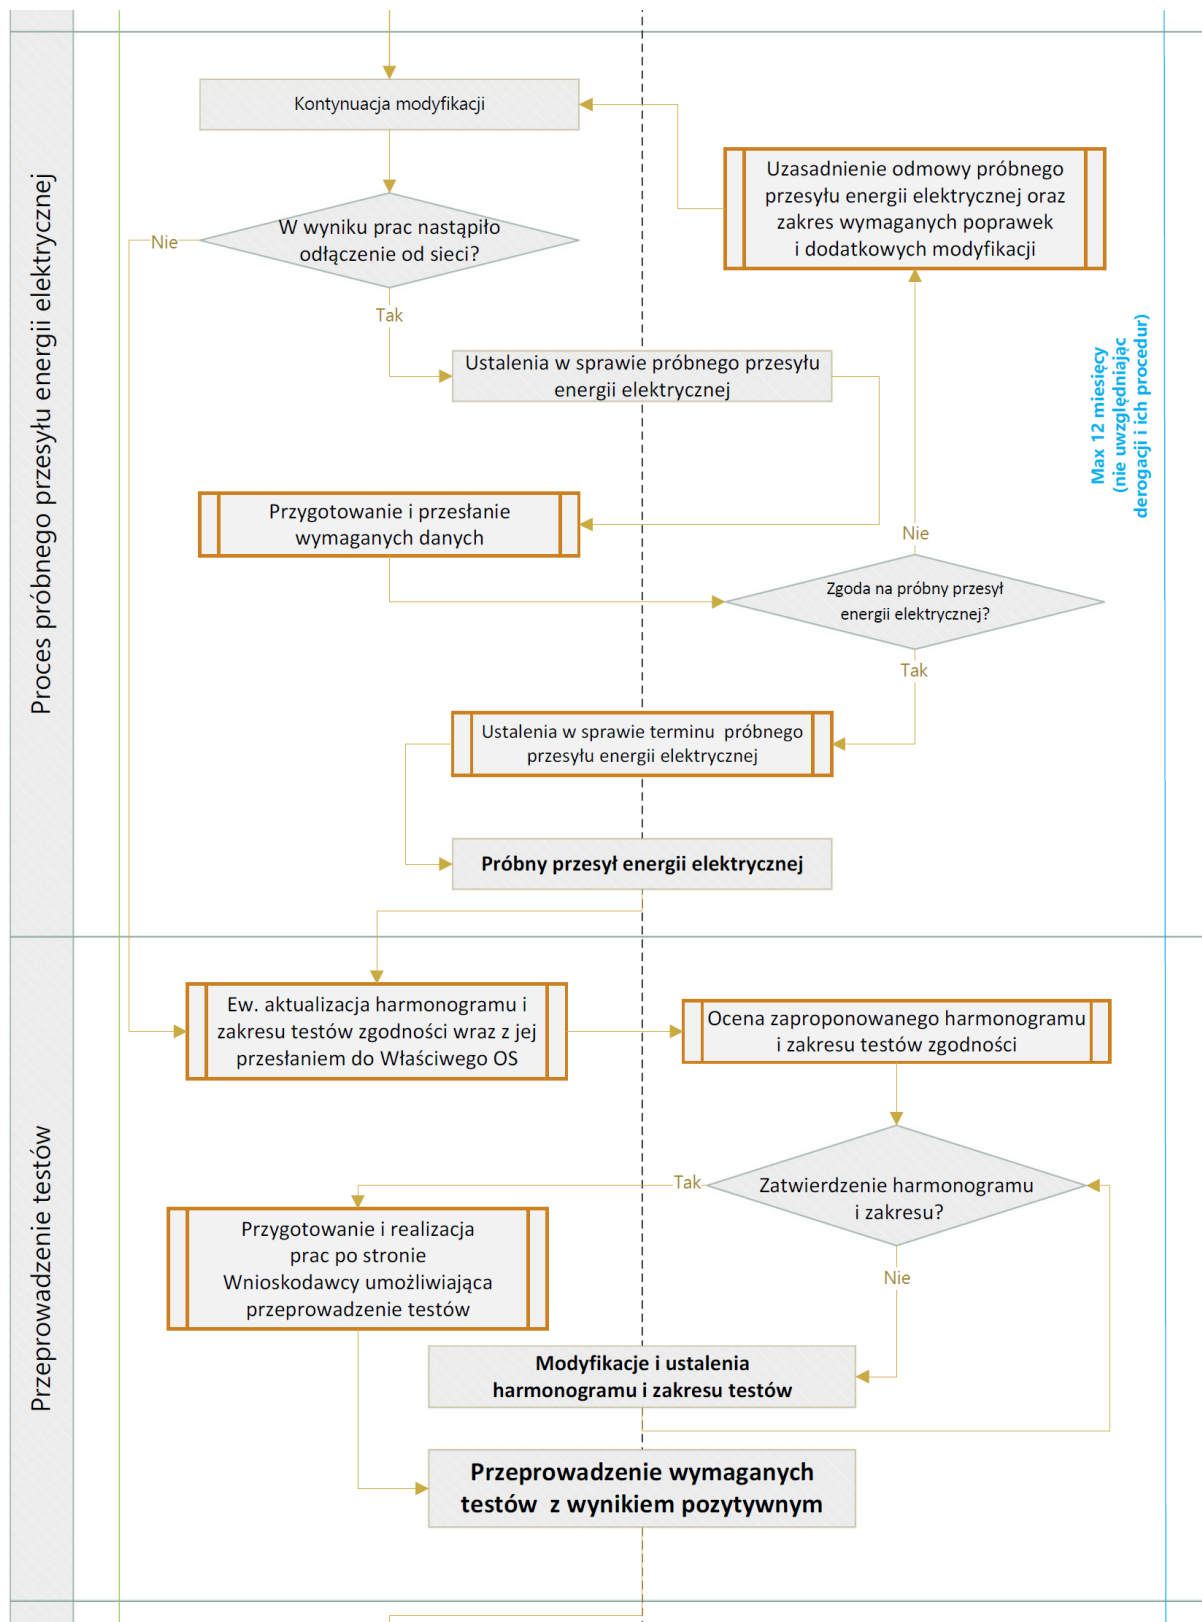 Proces próbnego przesyłu energii elektrycznej
Kontynuacja modyfikacji
Uzasadnienie odmowy próbnego
przesyłu energii elektrycznej oraz
zakres wymaganych poprawek
i dodatkowych modyfikacji
W wyniku prac nastąpiło
odłączenie od sieci?
Nie
Tak
Max 12 miesięcy
(nie uwzględniając
derogacji i ich procedur)
Ustalenia w sprawie próbnego przesyłu
energii elektrycznej
Przygotowanie i przesłanie
wymaganych danych
Nie
Zgoda na próbny przesył
energii elektrycznej?
Tak
Ustalenia w sprawie terminu próbnego
przesyłu energii elektrycznej
Próbny przesył energii elektrycznej
Przeprowadzenie testów
Ew. aktualizacja harmonogramu i
zakresu testów zgodności wraz z jej
przesłaniem do Właściwego OS
Ocena zaproponowanego harmonogramu
i zakresu testów zgodności
Tak
Zatwierdzenie harmonogramu
i zakresu?
Nie
Przygotowanie i realizacja
prac po stronie
Wnioskodawcy umożliwiająca
przeprowadzenie testów
Modyfikacje i ustalenia
harmonogramu i zakresu testów
Przeprowadzenie wymaganych
testów z wynikiem pozytywnym